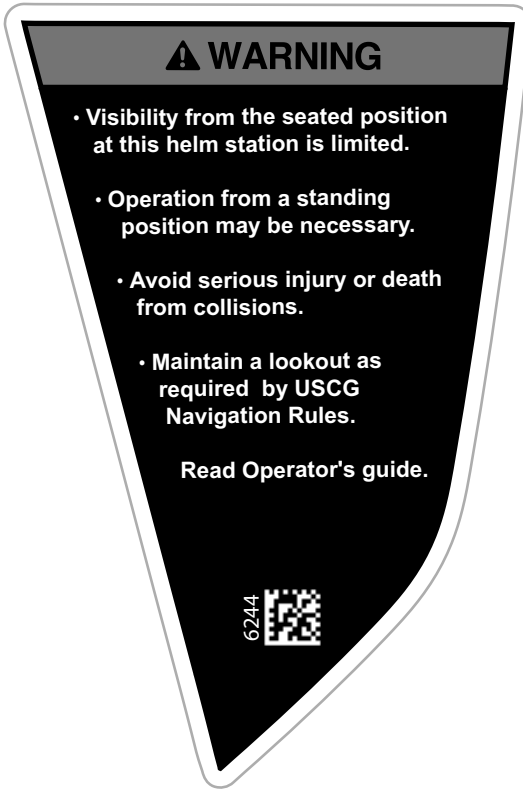 WARNING
• Visibility from the seated position
at this helm station is limited.
• Operation from a standing
position may be necessary.
• Avoid serious injury or death
from collisions.
• Maintain a lookout as
required by USCG
Navigation Rules.
Read Operator's guide.
6244